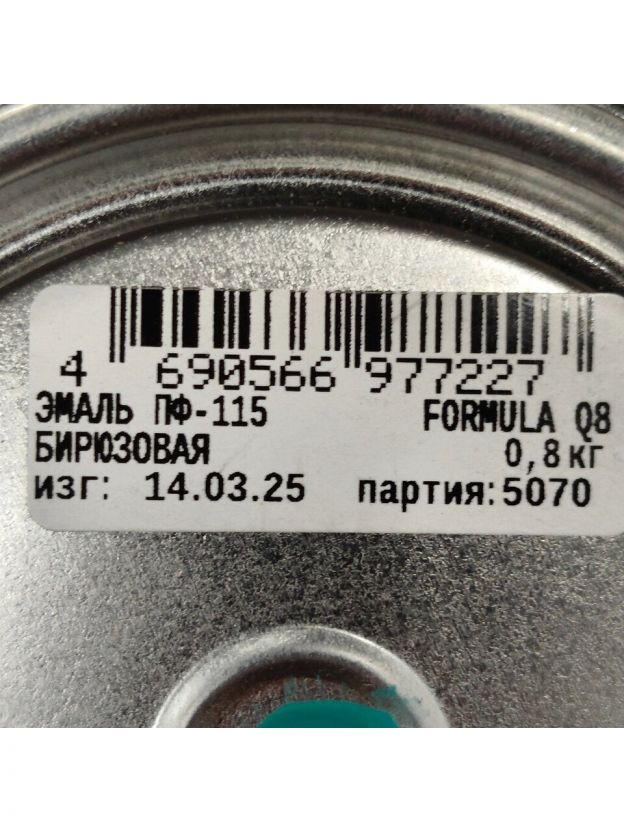 4 690566 977227
ЭМАЛЬ ПФ-115 FORMULA Q8
БИРЮЗОВАЯ 0,8кг
изг: 14.03.25 партия:5070